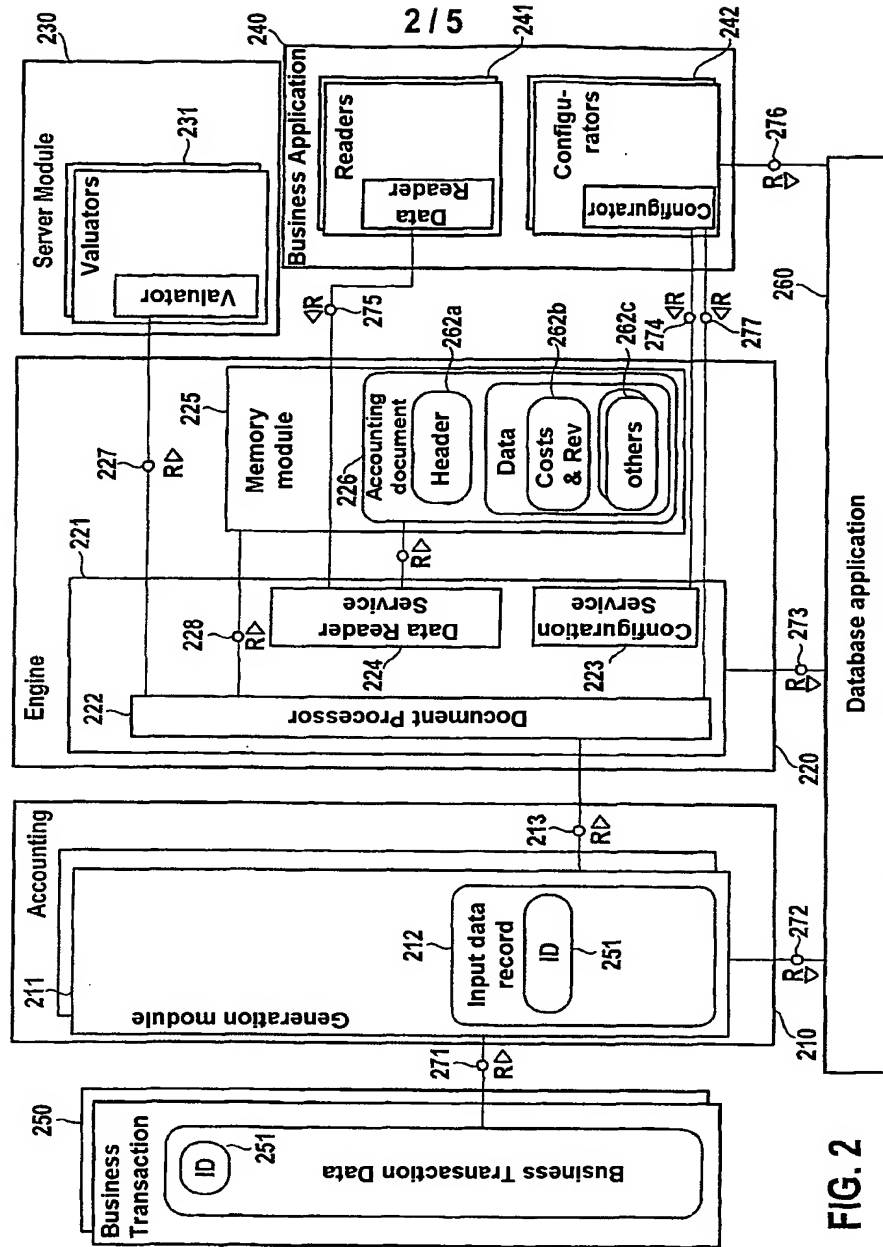 2 / 5
Business
Transaction
250
ID
251
Business Transaction Data
271
R
Accounting
210
211
Generation module
212
Input data
record
ID
251
213
R
272
R
Engine
220
221
222
Document Processor
228
R
Data Reader
Service
224
Configuration
Service
223
R
273
R
227
R
225
Memory
module
226
Accounting
document
Header
262a
Data
Costs
& Rev
262b
others
262c
Server Module
230
Valuators
231
Valuator
240
Business Application
Readers
241
Data
Reader
R
275
Configu-
rators
242
Configurator
R
274
R
277
R
276
260
Database application
FIG. 2